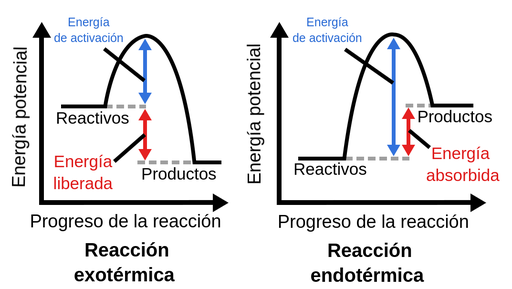 Energía
de activación
Energía potencial
Reactivos
Energía
liberada
Productos
Progreso de la reacción
Reacción
exotérmica
Energía
de activación
Energía potencial
Productos
Reactivos
Energía
absorbida
Progreso de la reacción
Reacción
endotérmica